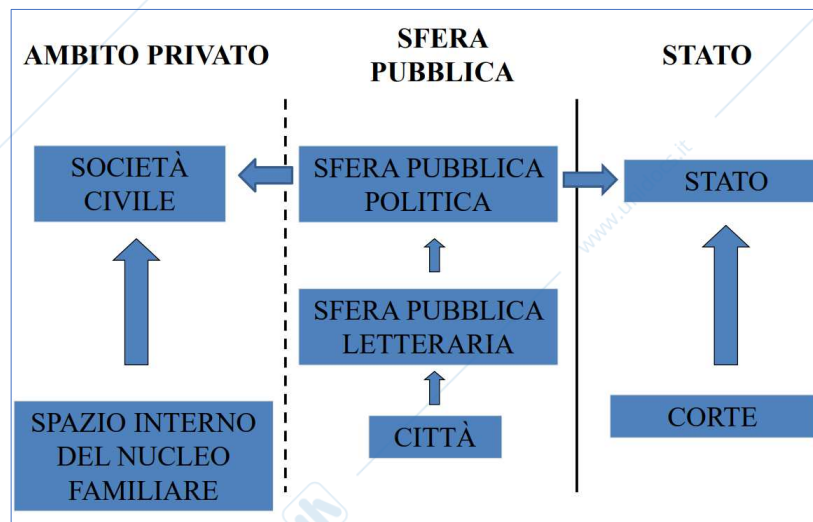 AMBITO PRIVATO
SFERA
PUBBLICA
STATO
SOCIETÀ
CIVILE
SFERA PUBBLICA
POLITICA
STATO
SFERA PUBBLICA
LETTERARIA
SPAZIO INTERNO
DEL NUCLEO
FAMILIARE
CITTÀ
CORTE